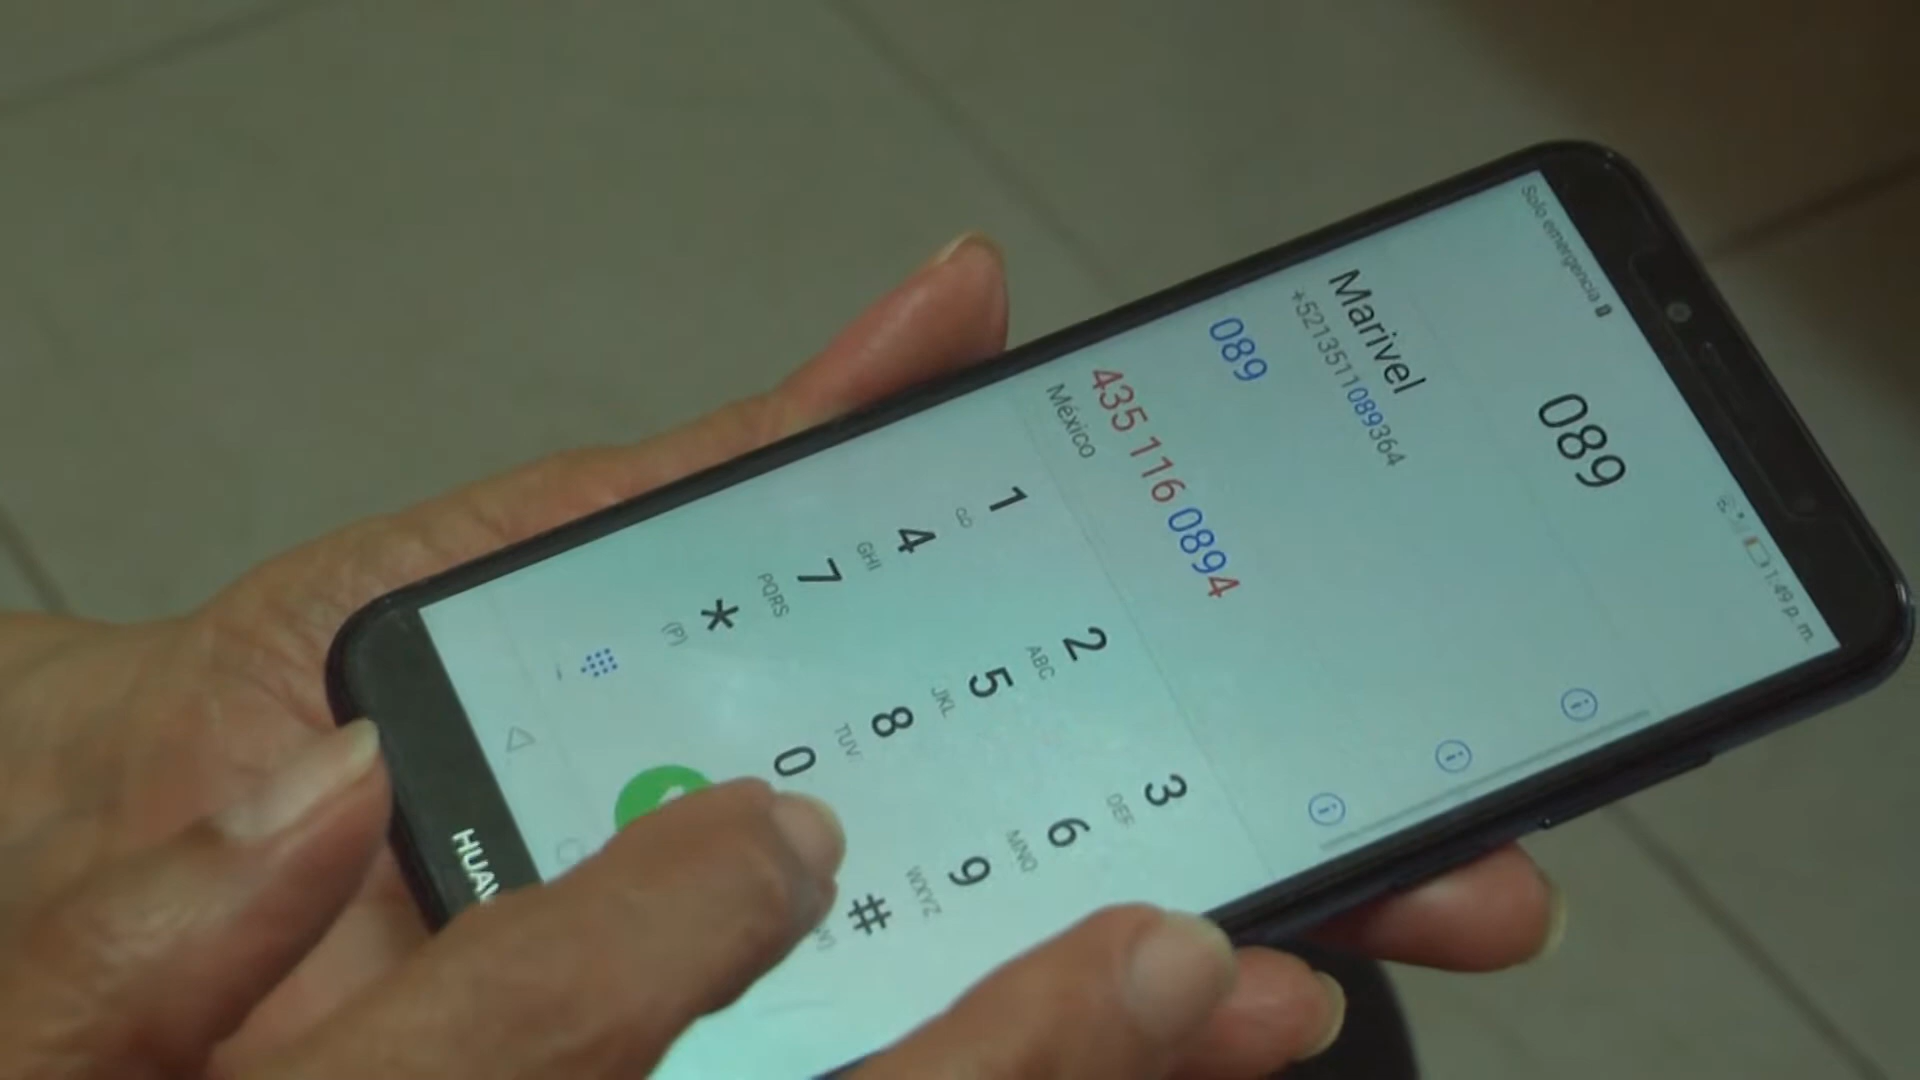 Solo emergencia
1:49 p. m.
089
Marivel
+5213511089364
089
435 116 0894
México
1
2 ABC
3 DEF
4 GHI
5 JKL
6 MNO
7 PQRS
8 TUV
9 WXYZ
* (P)
0
#